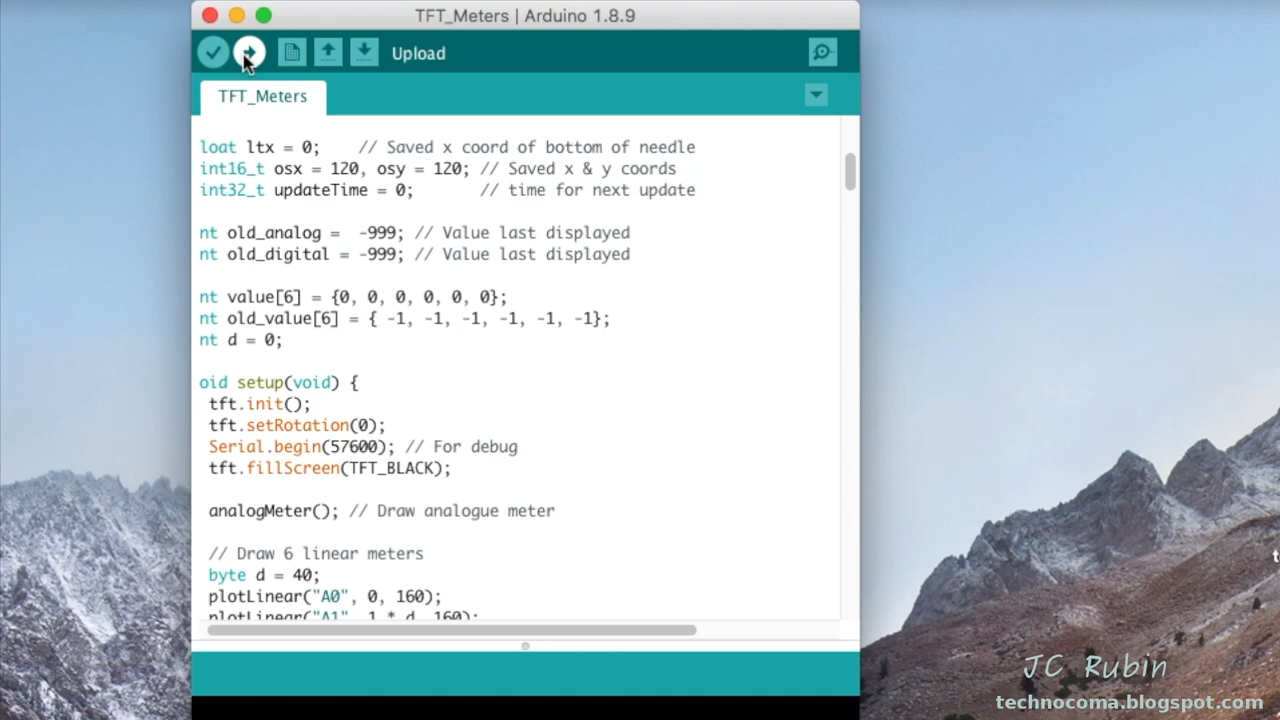 TFT_Meters | Arduino 1.8.9
Upload
TFT_Meters
loat ltx = 0;    // Saved x coord of bottom of needle
int16_t osx = 120, osy = 120; // Saved x & y coords
int32_t updateTime = 0;       // time for next update
nt old_analog =  -999; // Value last displayed
nt old_digital = -999; // Value last displayed
nt value[6] = {0, 0, 0, 0, 0, 0};
nt old_value[6] = { -1, -1, -1, -1, -1, -1};
nt d = 0;
oid setup(void) {
tft.init();
tft.setRotation(0);
Serial.begin(57600); // For debug
tft.fillScreen(TFT_BLACK);
analogMeter(); // Draw analogue meter
// Draw 6 linear meters
byte d = 40;
plotLinear("A0", 0, 160);
plotLinear("A1", 1 * d, 160);
t
JC Rubin
technocoma.blogspot.com